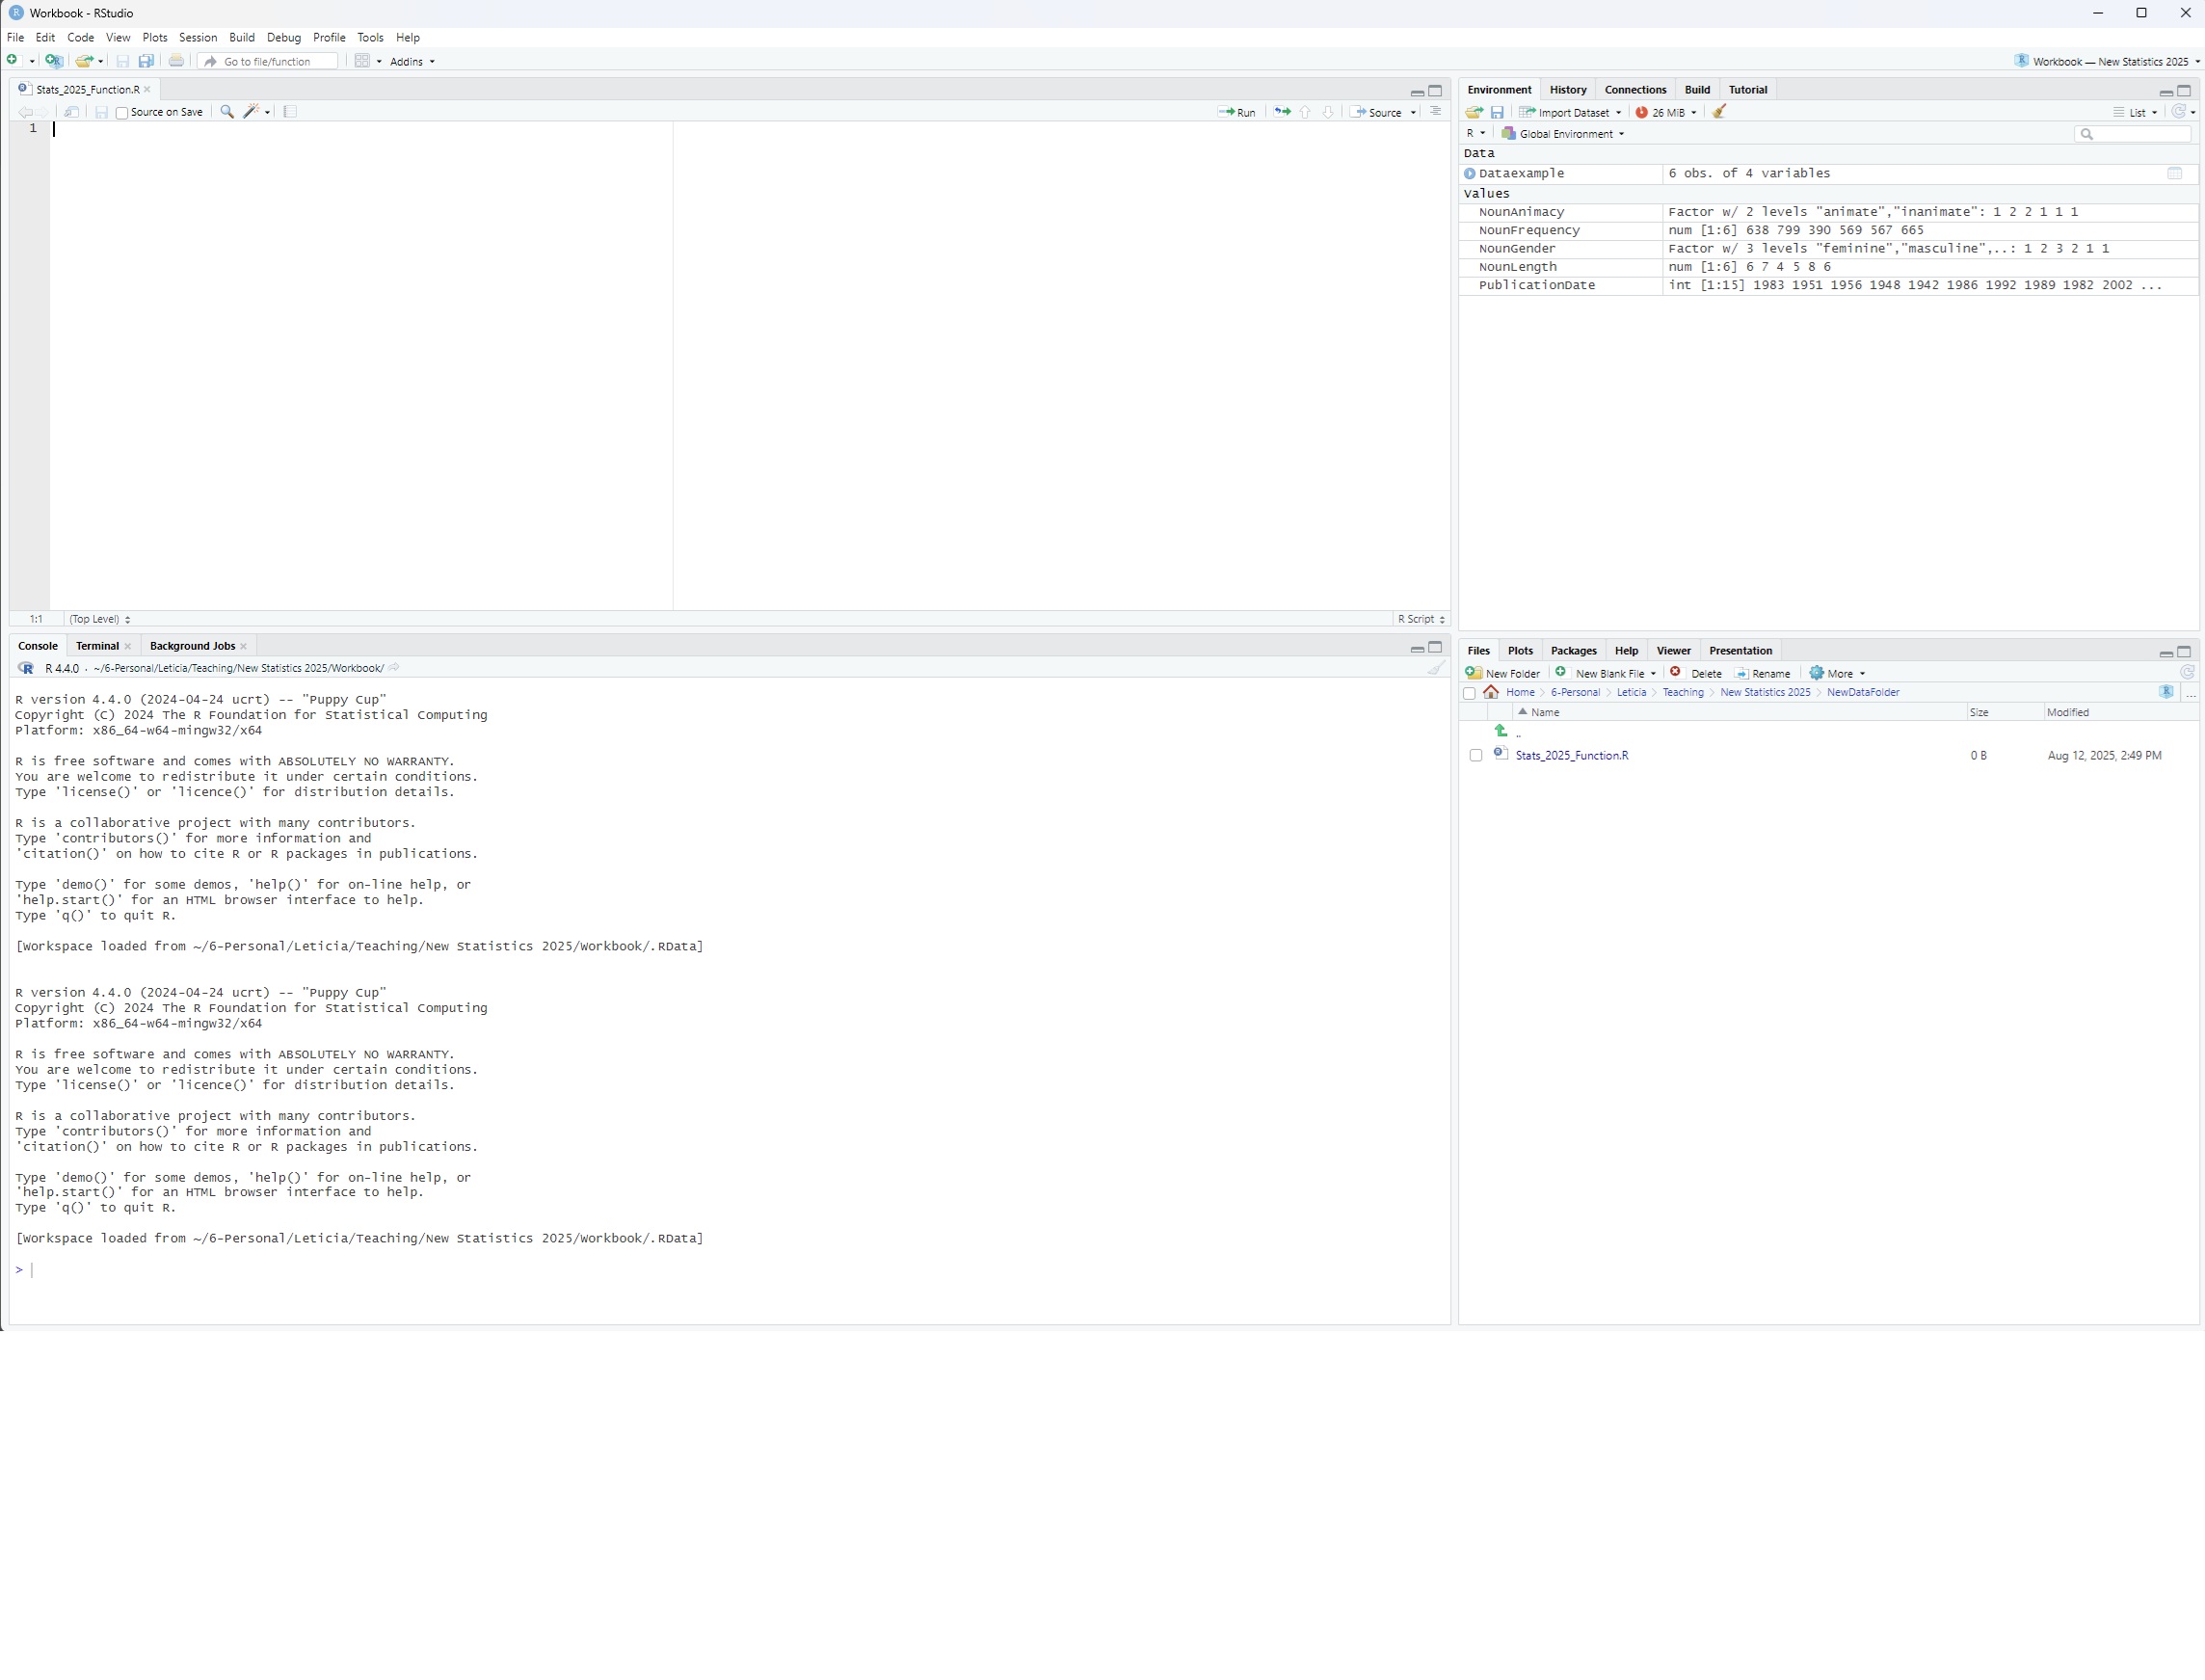 Workbook - RStudio
File Edit Code View Plots Session Build Debug Profile Tools Help
Go to file/function Addins Workbook — New Statistics 2025
Stats_2025_Function.R
Source on Save Run Source
1
1:1 (Top Level) R Script
Console Terminal Background Jobs
R 4.4.0 · ~/6-Personal/Leticia/Teaching/New Statistics 2025/Workbook/
R version 4.4.0 (2024-04-24 ucrt) -- "Puppy Cup"
Copyright (C) 2024 The R Foundation for Statistical Computing
Platform: x86_64-w64-mingw32/x64
R is free software and comes with ABSOLUTELY NO WARRANTY.
You are welcome to redistribute it under certain conditions.
Type 'license()' or 'licence()' for distribution details.
R is a collaborative project with many contributors.
Type 'contributors()' for more information and
'citation()' on how to cite R or R packages in publications.
Type 'demo()' for some demos, 'help()' for on-line help, or
'help.start()' for an HTML browser interface to help.
Type 'q()' to quit R.
[Workspace loaded from ~/6-Personal/Leticia/Teaching/New Statistics 2025/Workbook/.RData]
R version 4.4.0 (2024-04-24 ucrt) -- "Puppy Cup"
Copyright (C) 2024 The R Foundation for Statistical Computing
Platform: x86_64-w64-mingw32/x64
R is free software and comes with ABSOLUTELY NO WARRANTY.
You are welcome to redistribute it under certain conditions.
Type 'license()' or 'licence()' for distribution details.
R is a collaborative project with many contributors.
Type 'contributors()' for more information and
'citation()' on how to cite R or R packages in publications.
Type 'demo()' for some demos, 'help()' for on-line help, or
'help.start()' for an HTML browser interface to help.
Type 'q()' to quit R.
[Workspace loaded from ~/6-Personal/Leticia/Teaching/New Statistics 2025/Workbook/.RData]
>
Environment History Connections Build Tutorial
Import Dataset 26 MiB List
R Global Environment
Data
Dataexample 6 obs. of 4 variables
Values
NounAnimacy Factor w/ 2 levels "animate","inanimate": 1 2 2 1 1 1
NounFrequency num [1:6] 638 799 390 569 567 665
NounGender Factor w/ 3 levels "feminine","masculine",..: 1 2 3 2 1 1
NounLength num [1:6] 6 7 4 5 8 6
PublicationDate int [1:15] 1983 1951 1956 1948 1942 1986 1992 1989 1982 2002 ...
Files Plots Packages Help Viewer Presentation
New Folder New Blank File Delete Rename More
Home 6-Personal Leticia Teaching New Statistics 2025 NewDataFolder ...
Name Size Modified
..
Stats_2025_Function.R 0 B Aug 12, 2025, 2:49 PM